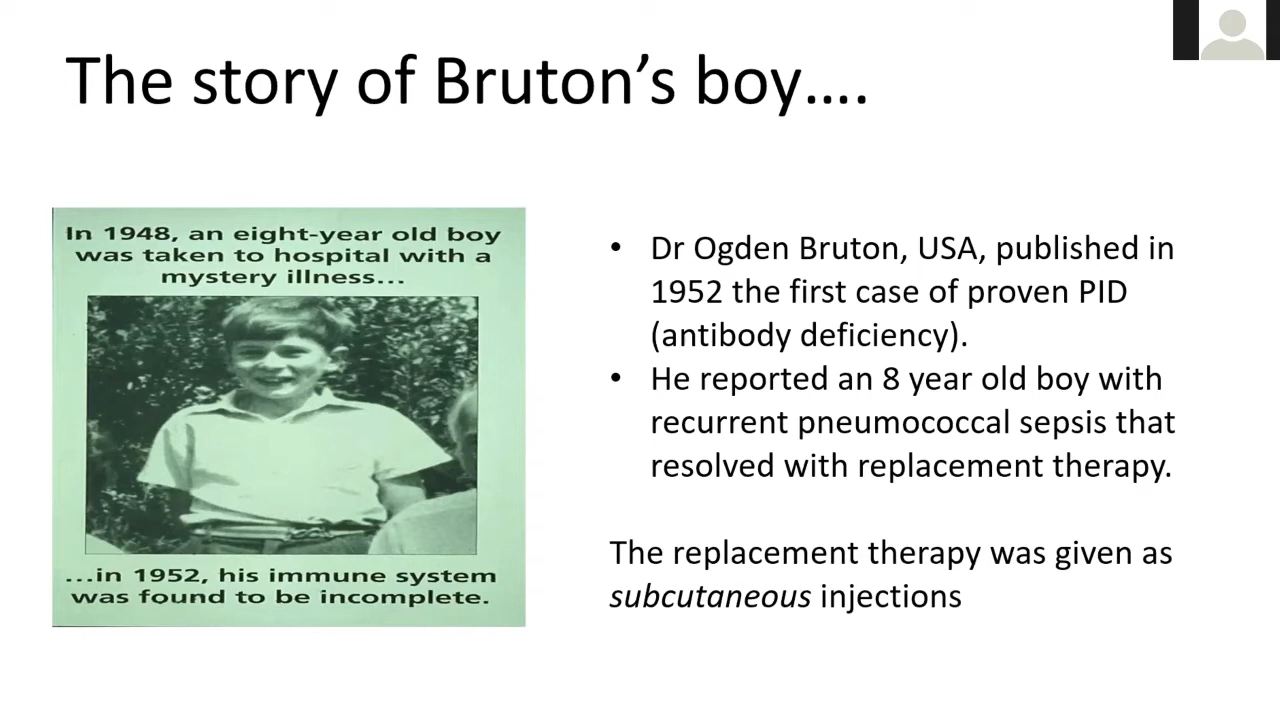 The story of Bruton’s boy….
In 1948, an eight-year old boy
was taken to hospital with a
mystery illness...
...in 1952, his immune system
was found to be incomplete.
• Dr Ogden Bruton, USA, published in
1952 the first case of proven PID
(antibody deficiency).
• He reported an 8 year old boy with
recurrent pneumococcal sepsis that
resolved with replacement therapy.
The replacement therapy was given as
subcutaneous injections